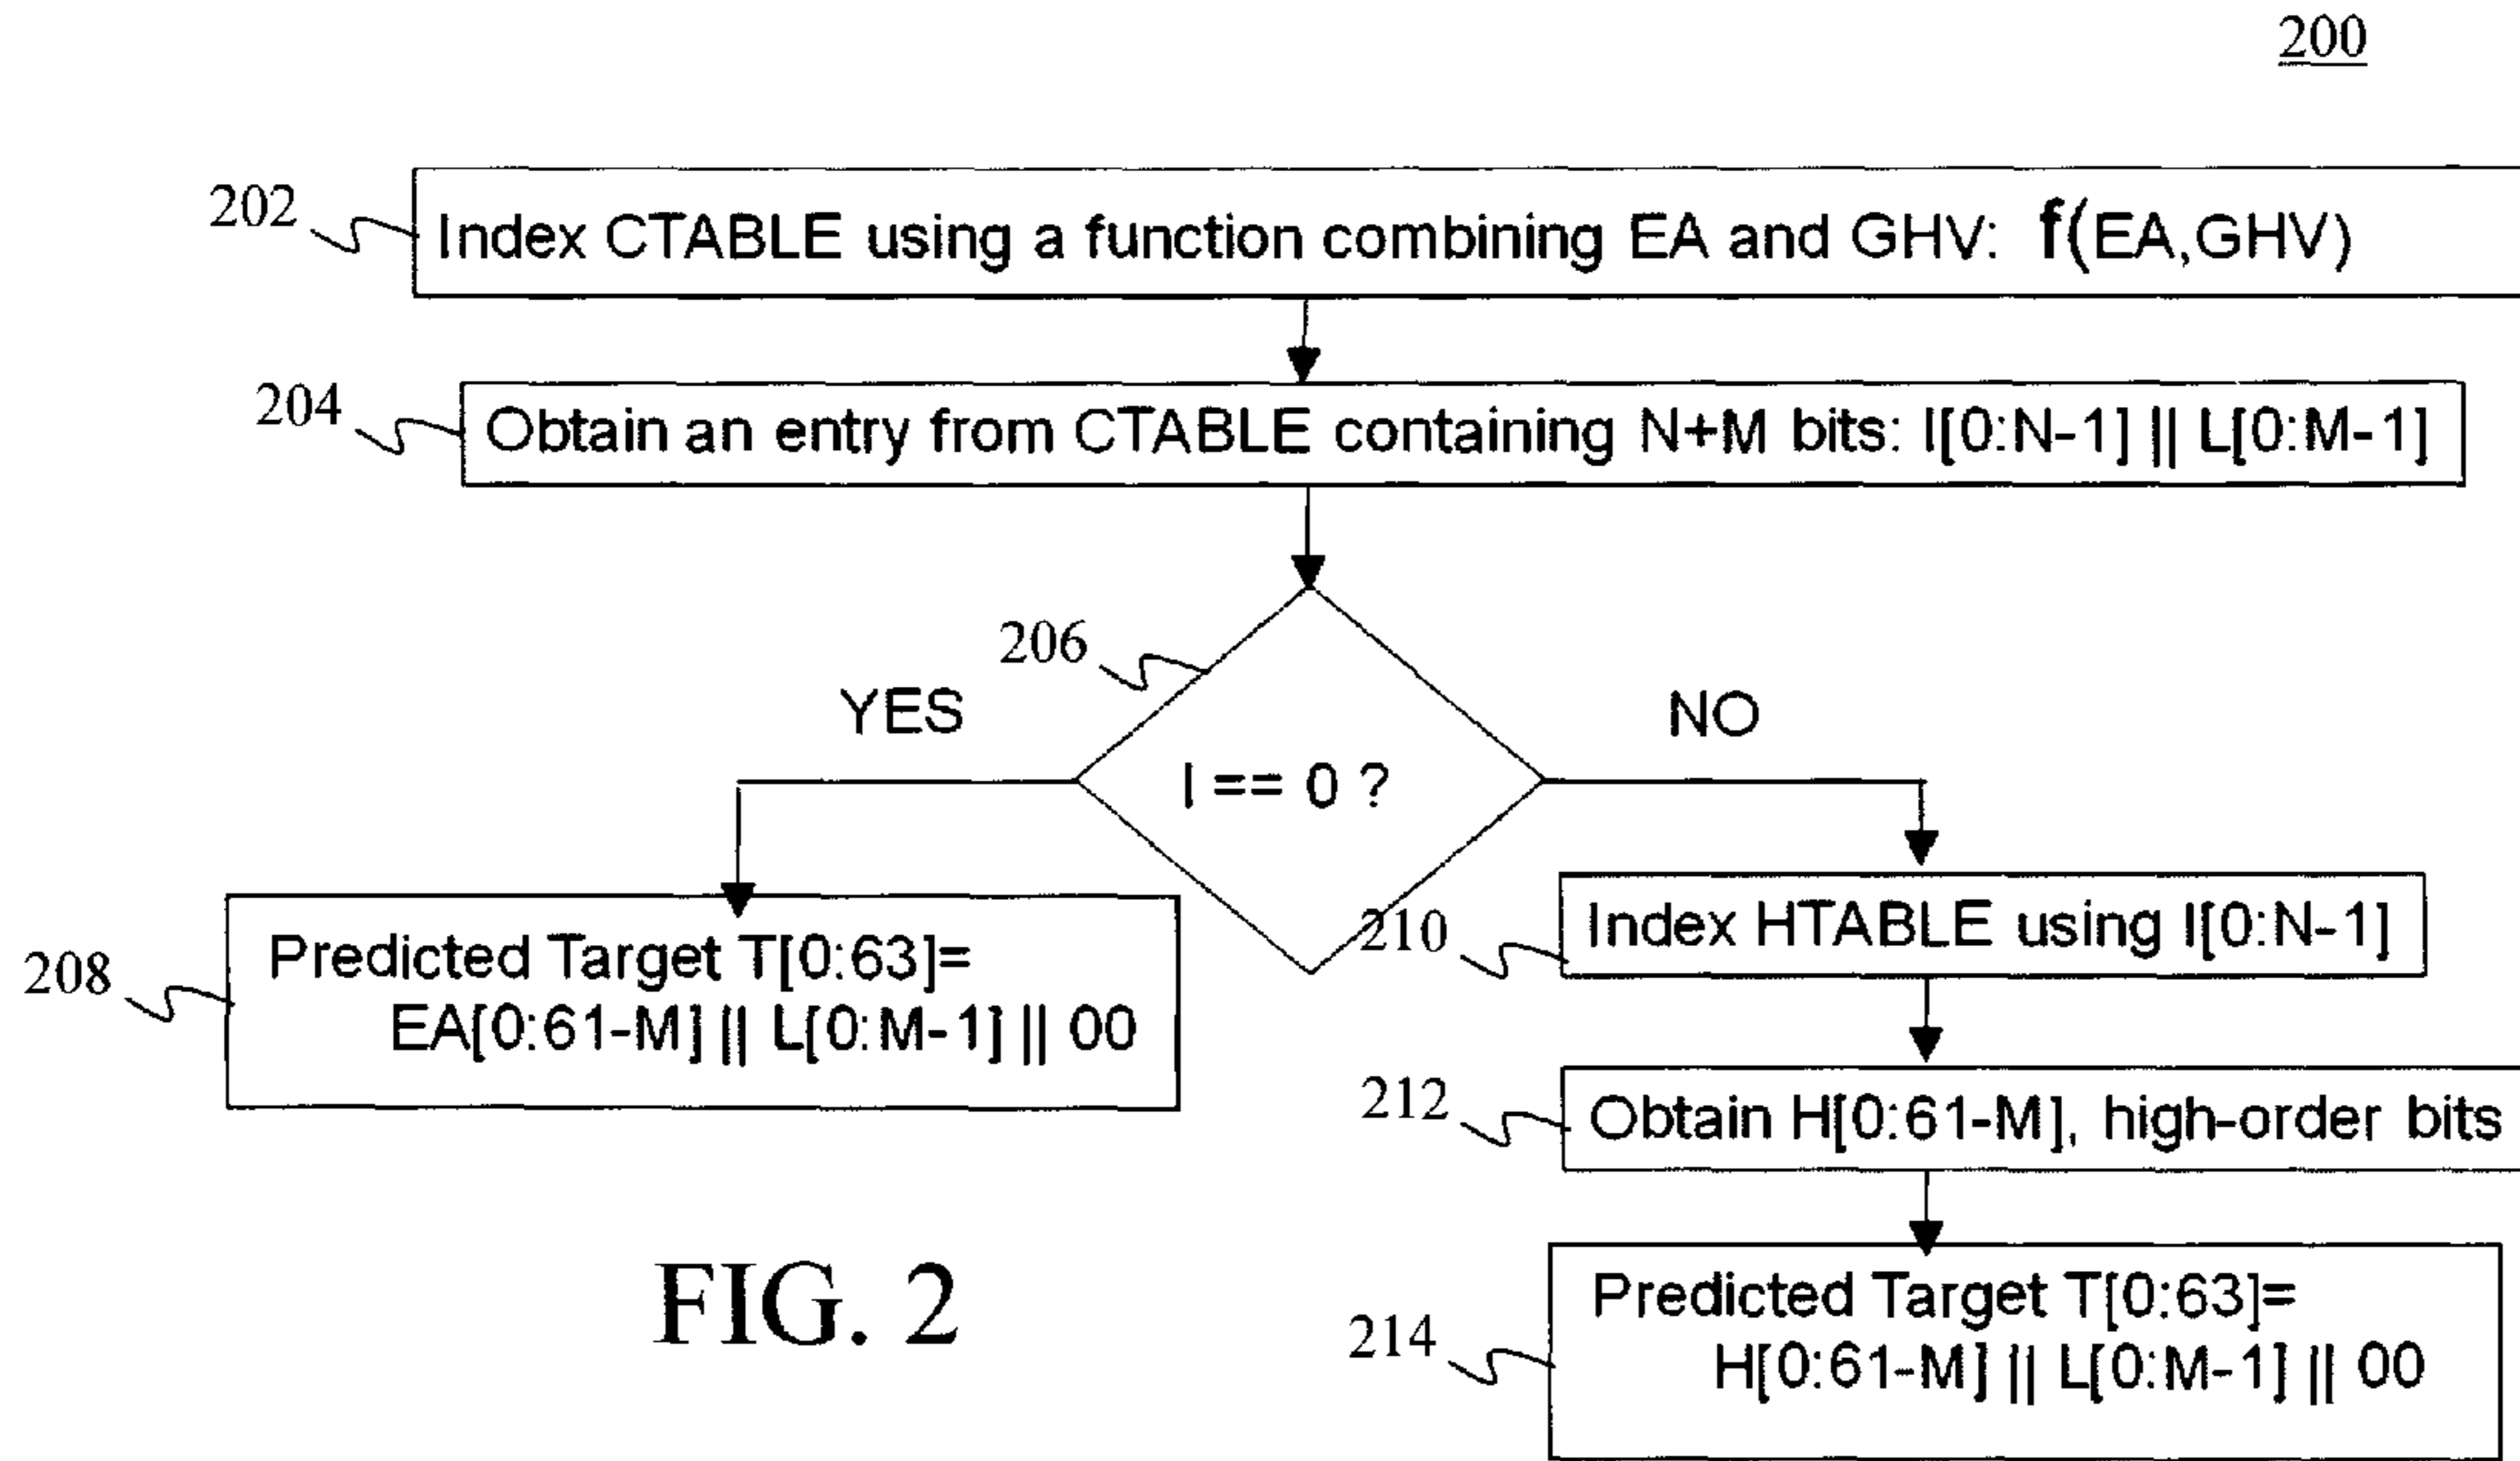 200
202
Index CTABLE using a function combining EA and GHV: f(EA,GHV)
204
Obtain an entry from CTABLE containing N+M bits: I[0:N-1] || L[0:M-1]
206
YES
NO
I == 0 ?
208
Predicted Target T[0:63]=
EA[0:61-M] || L[0:M-1] || 00
210
Index HTABLE using I[0:N-1]
212
Obtain H[0:61-M], high-order bits
214
Predicted Target T[0:63]=
H[0:61-M] || L[0:M-1] || 00
FIG. 2